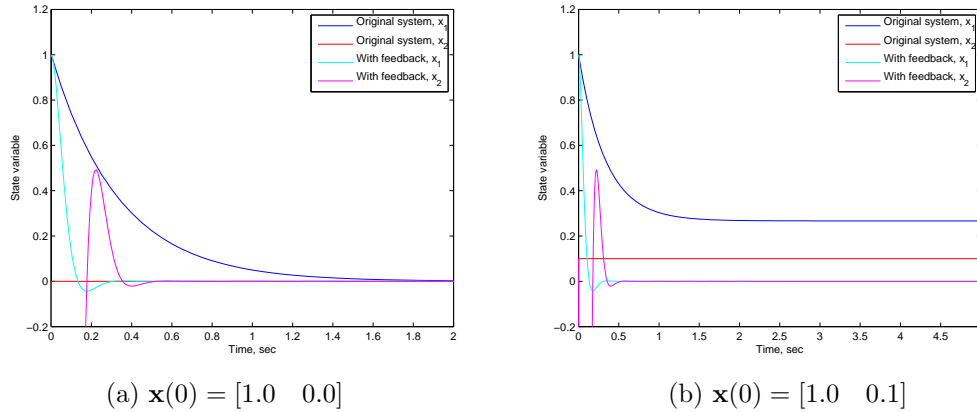 1.2
1
0.8
0.6
0.4
0.2
0
−0.2
State variable
0 0.2 0.4 0.6 0.8 1 1.2 1.4 1.6 1.8 2
Time, sec
Original system, x1
Original system, x2
With feedback, x1
With feedback, x2
(a) x(0) = [1.0 0.0]
1.2
1
0.8
0.6
0.4
0.2
0
−0.2
State variable
0 0.5 1 1.5 2 2.5 3 3.5 4 4.5
Time, sec
Original system, x1
Original system, x2
With feedback, x1
With feedback, x2
(b) x(0) = [1.0 0.1]